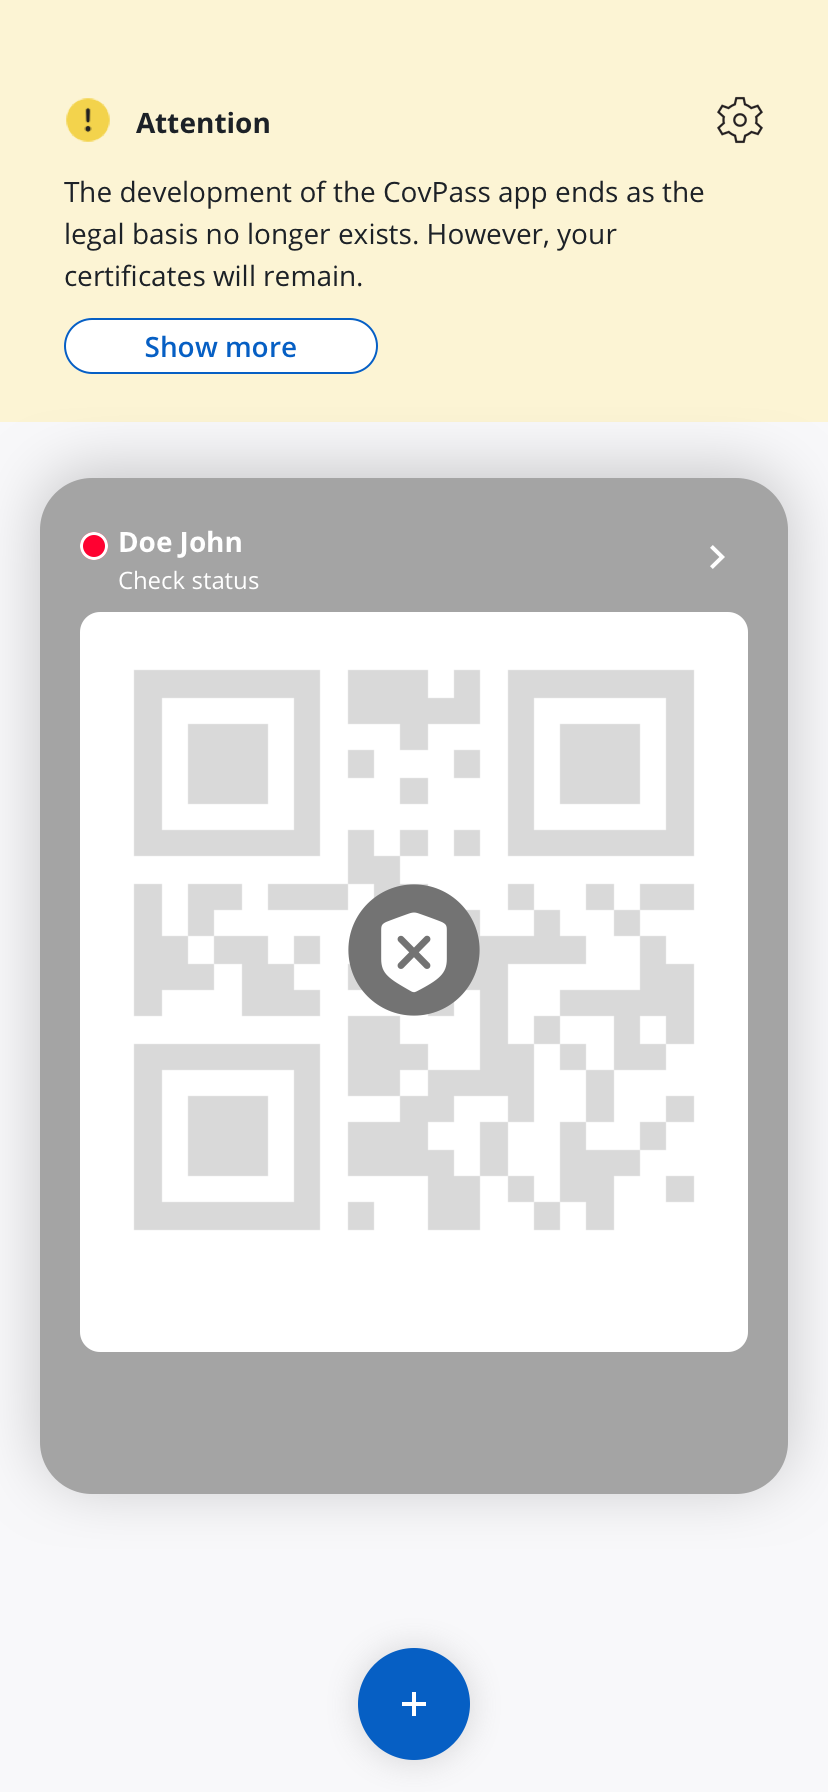 Attention
The development of the CovPass app ends as the
legal basis no longer exists. However, your
certificates will remain.
Show more
Doe John
Check status